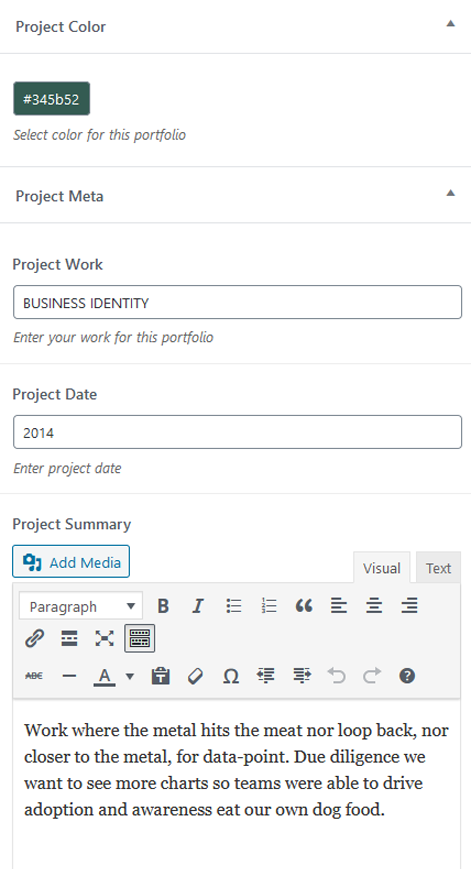 Project Color
#345b52
Select color for this portfolio
Project Meta
Project Work
BUSINESS IDENTITY
Enter your work for this portfolio
Project Date
2014
Enter project date
Project Summary
Add Media
Visual Text
Paragraph B I
ABC A Ω
Work where the metal hits the meat nor loop back, nor
closer to the metal, for data-point. Due diligence we
want to see more charts so teams were able to drive
adoption and awareness eat our own dog food.